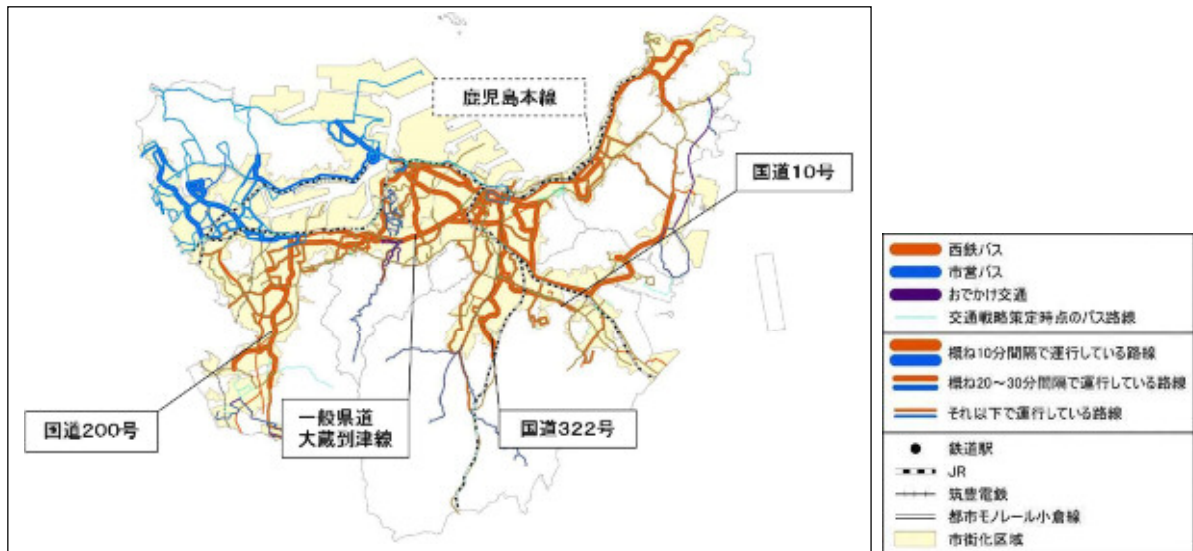 鹿児島本線
国道10号
国道200号
一般県道
大蔵到津線
国道322号
西鉄バス
市営バス
おでかけ交通
交通戦略策定時点のバス路線
概ね10分間隔で運行している路線
概ね20～30分間隔で運行している路線
それ以下で運行している路線
鉄道駅
JR
筑豊電鉄
都市モノレール小倉線
市街化区域